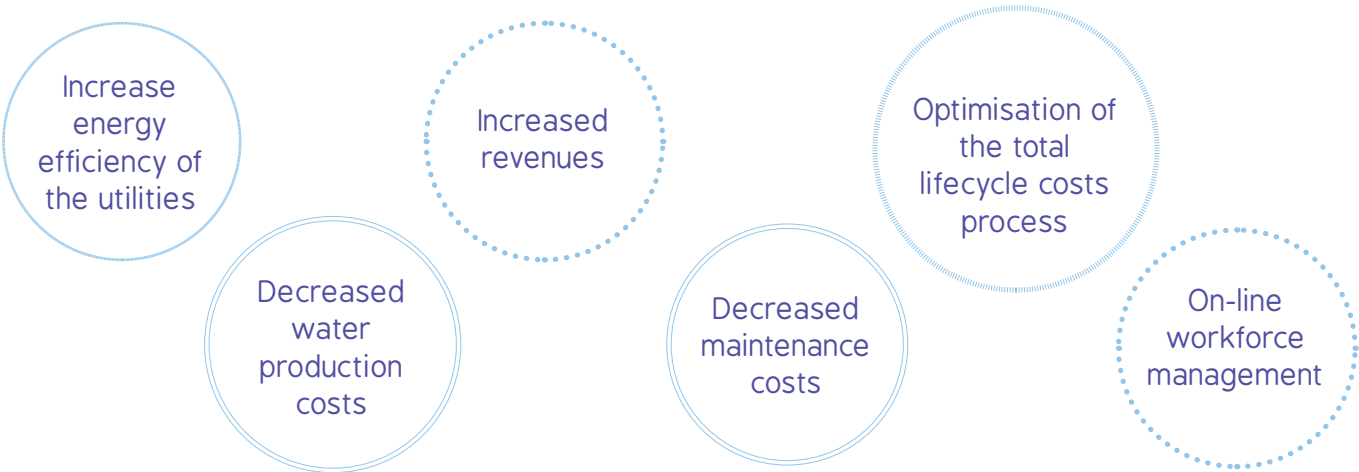 Increase
energy
efficiency of
the utilities
Decreased
water
production
costs
Increased
revenues
Decreased
maintenance
costs
Optimisation of
the total
lifecycle costs
process
On-line
workforce
management